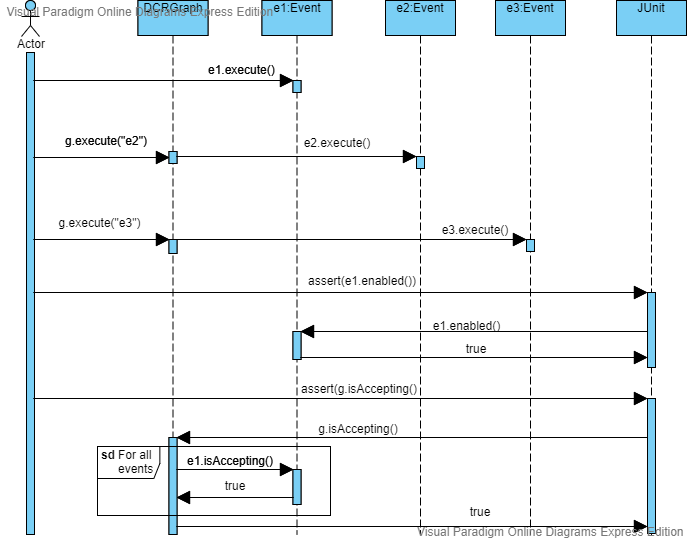 Visual Paradigm Online Diagrams Express Edition
DCRGraph
e1:Event
e2:Event
e3:Event
JUnit
Actor
e1.execute()
g.execute("e2")
e2.execute()
g.execute("e3")
e3.execute()
assert(e1.enabled())
e1.enabled()
true
assert(g.isAccepting()
g.isAccepting()
sd For all
events
e1.isAccepting()
true
true
Visual Paradigm Online Diagrams Express Edition